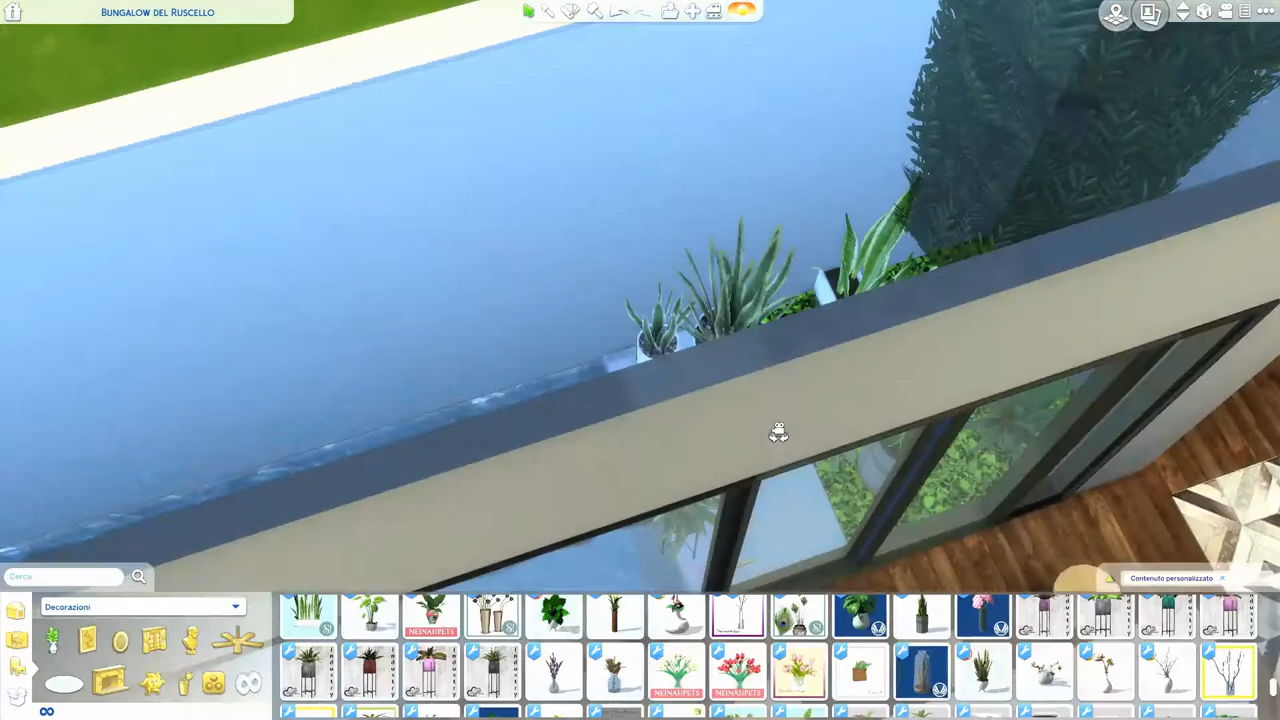 BUNGALOW DEL RUSCELLO
Cerca
Contenuto personalizzato
Decorazioni
NEINAHPETS
NEINAHPETS
NEINAHPETS